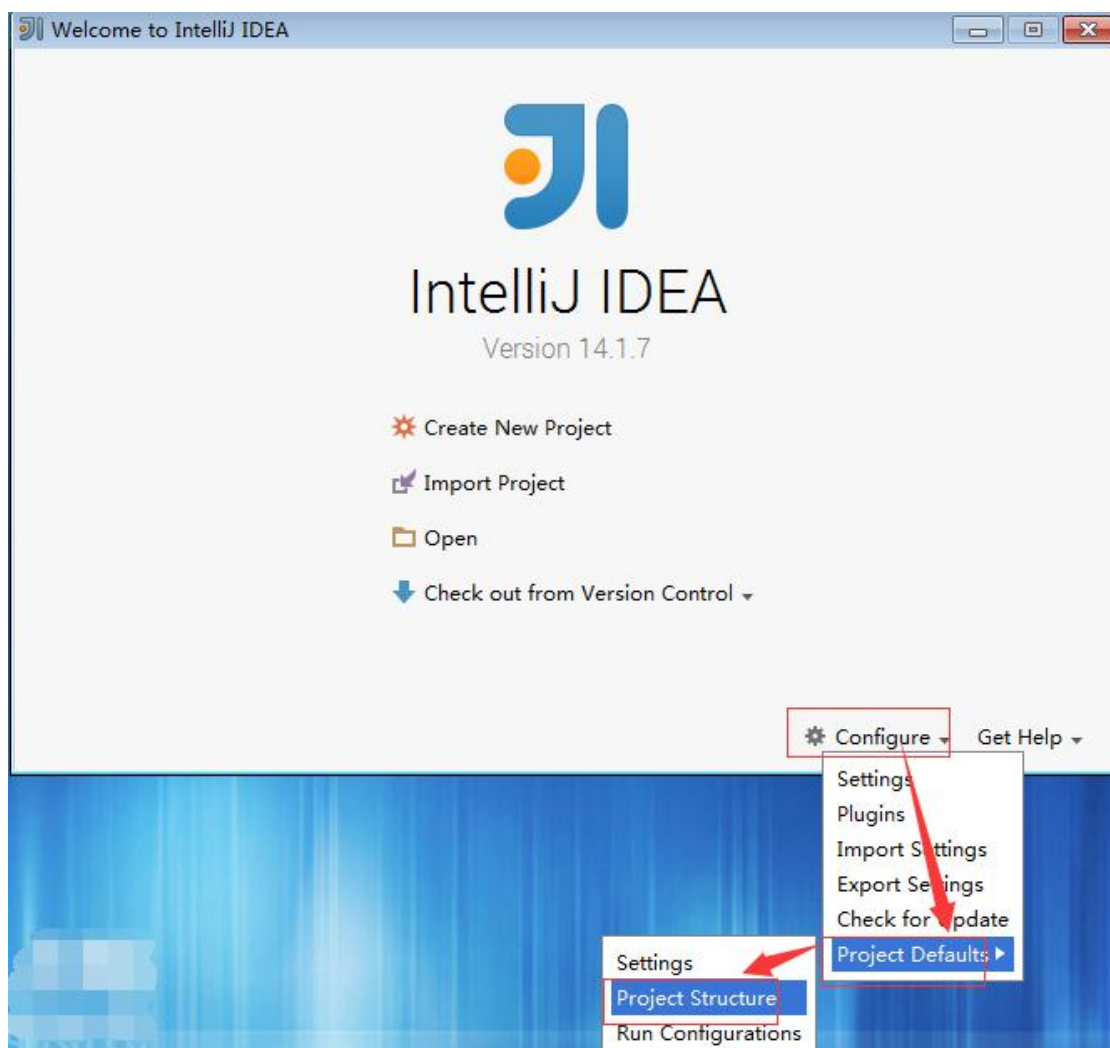 Welcome to IntelliJ IDEA
IntelliJ IDEA
Version 14.1.7
Create New Project
Import Project
Open
Check out from Version Control
Configure
Get Help
Settings
Plugins
Import Settings
Export Settings
Check for Update
Project Defaults
Settings
Project Structure
Run Configurations